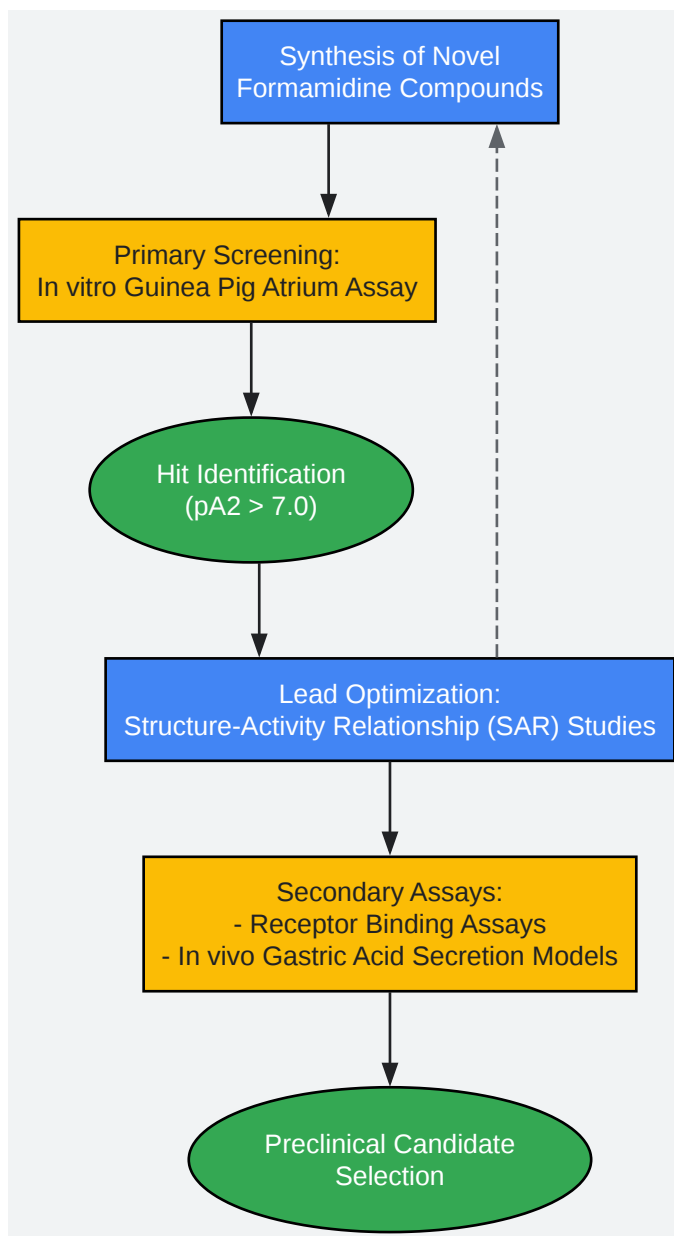 Synthesis of Novel
Formamidine Compounds
Primary Screening:
In vitro Guinea Pig Atrium Assay
Hit Identification
(pA2 > 7.0)
Lead Optimization:
Structure-Activity Relationship (SAR) Studies
Secondary Assays:
- Receptor Binding Assays
- In vivo Gastric Acid Secretion Models
Preclinical Candidate
Selection